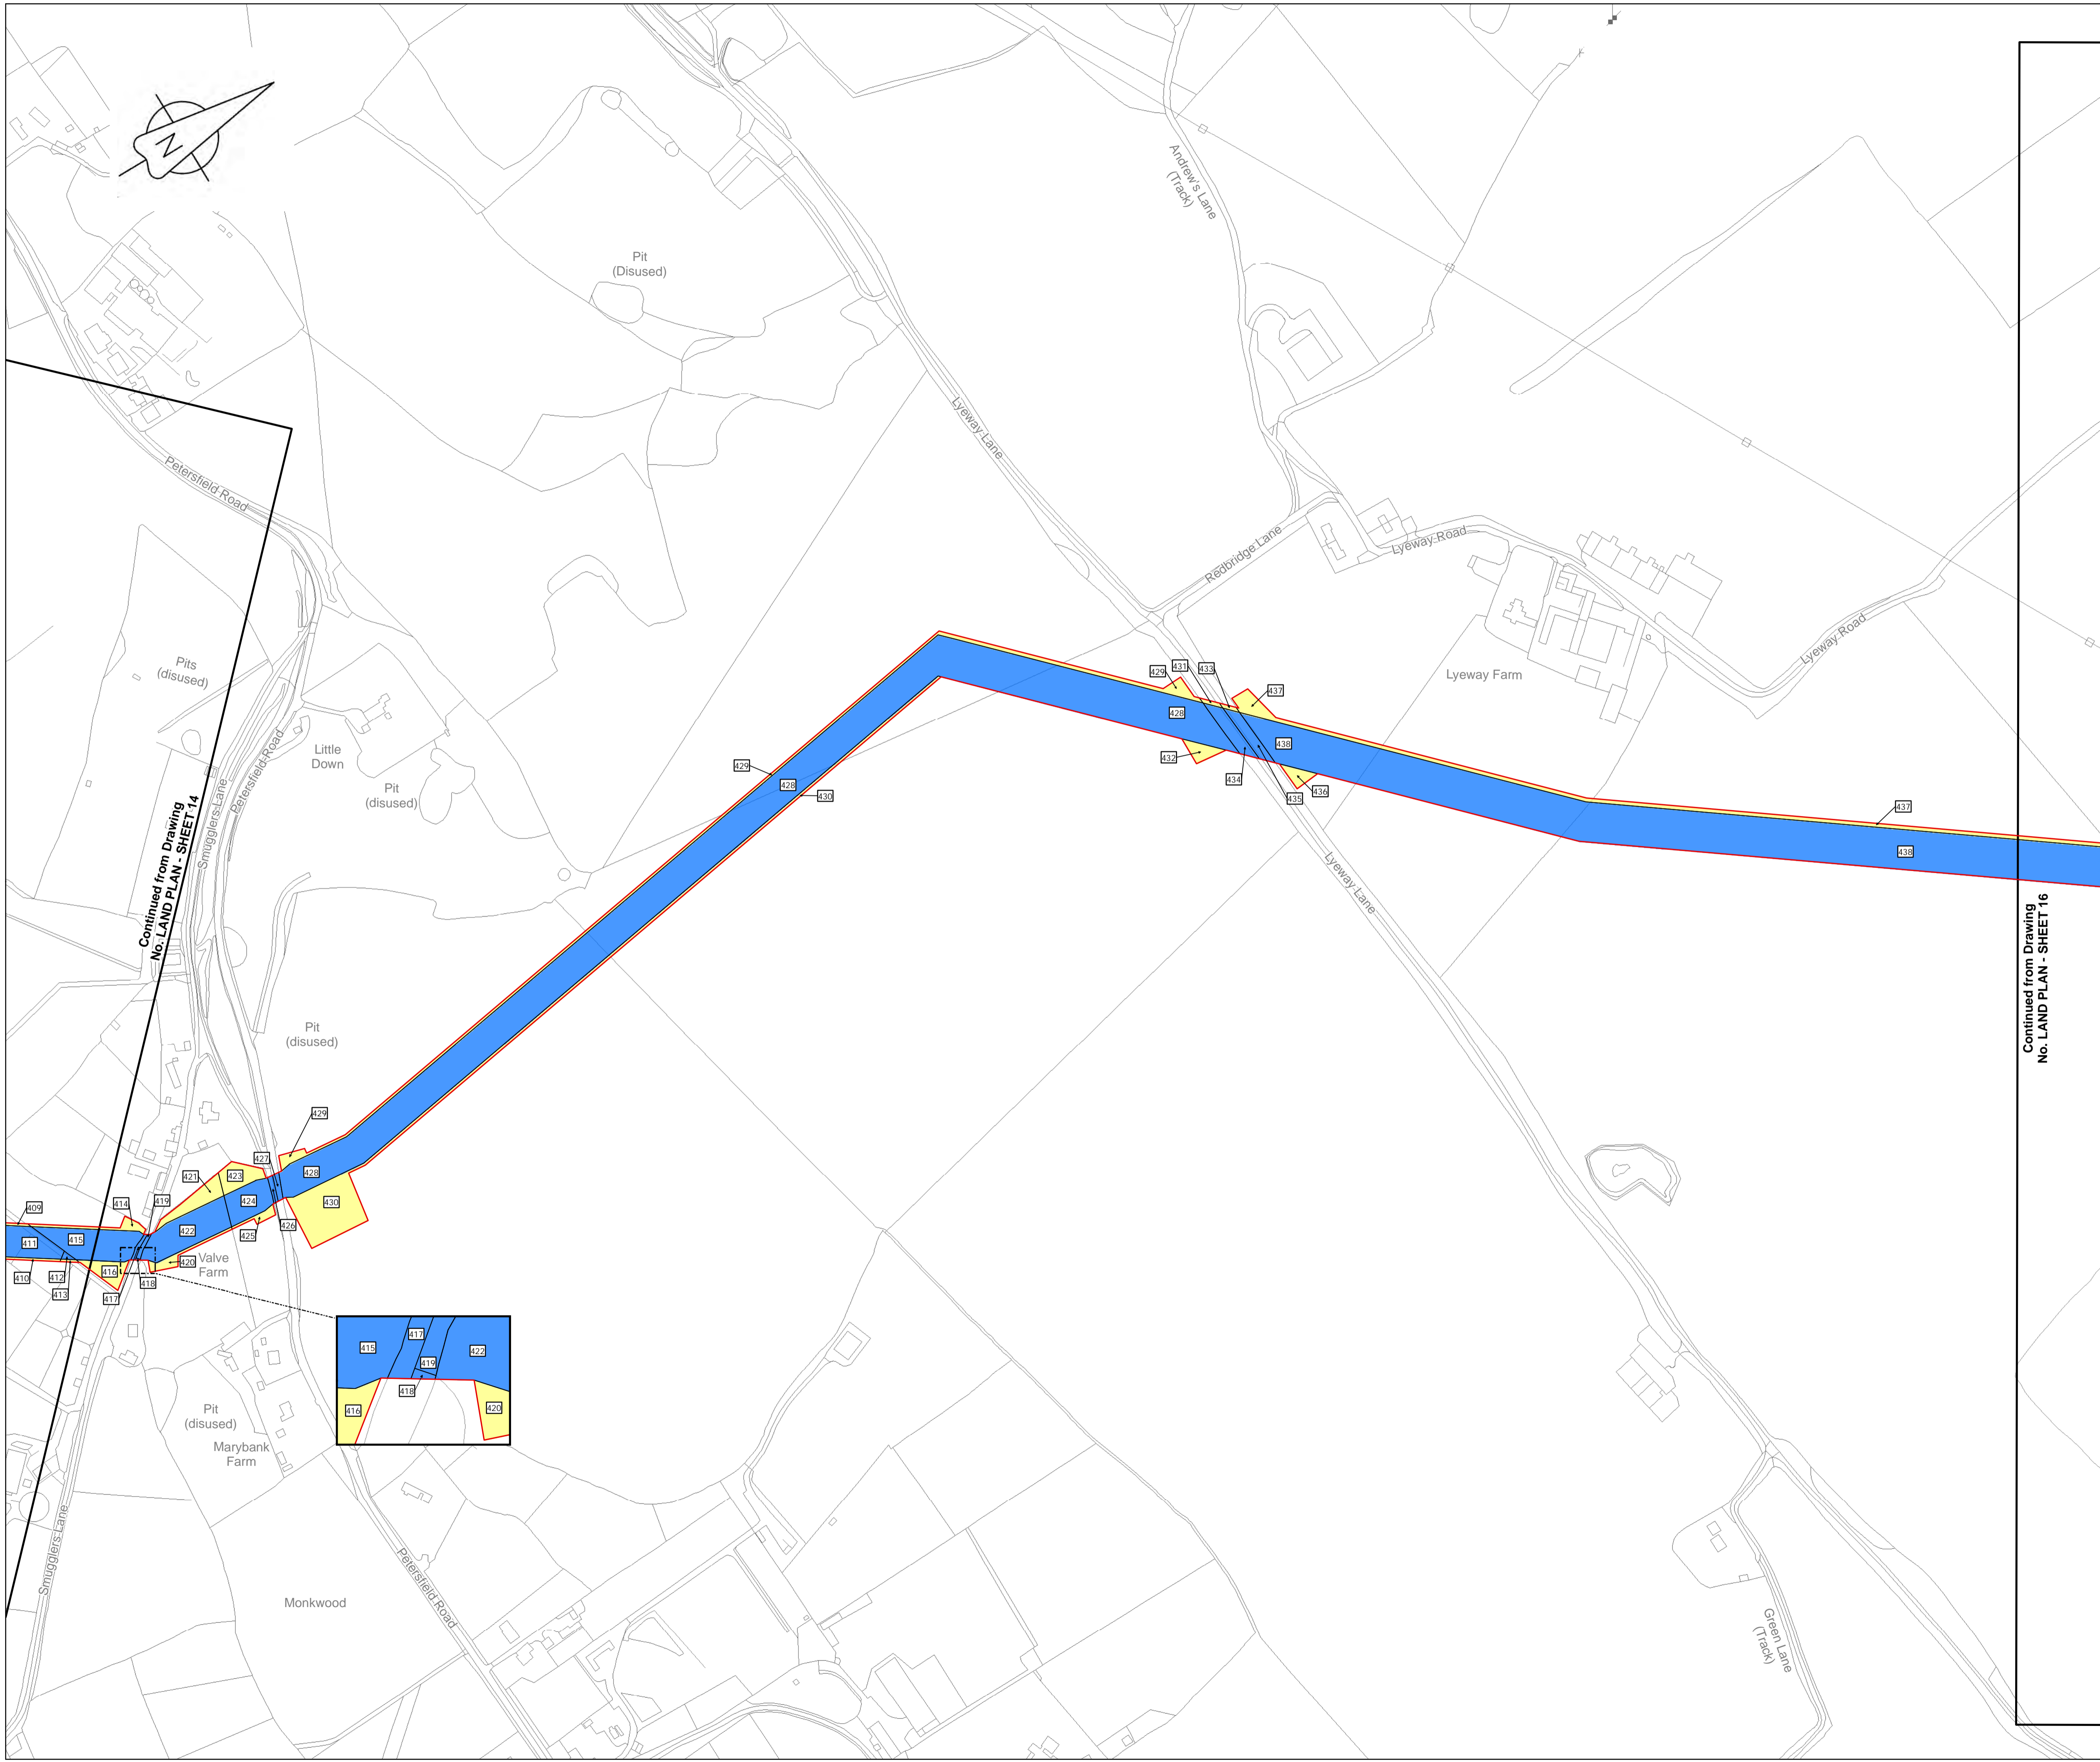 N
Andrew's Lane
(Track)
Pit
(Disused)
Lyeway Lane
Petersfield Road
Redbridge Lane
Lyeway Road
Lyeway Road
Lyeway Farm
Pits
(disused)
Little
Down
Pit
(disused)
Petersfield Road
Smugglers Lane
Continued from Drawing
No. LAND PLAN - SHEET 14
429
431
433
437
428
438
432
434
435
436
429
428
430
437
438
Lyeway Lane
Continued from Drawing
No. LAND PLAN - SHEET 16
Pit
(disused)
429
427
428
421
423
424
430
426
425
409
414
419
411
415
422
420
410
412
413
416
417
418
Valve
Farm
415
417
419
422
418
416
420
Pit
(disused)
Marybank
Farm
Smugglers Lane
Monkwood
Petersfield Road
Green Lane
(Track)